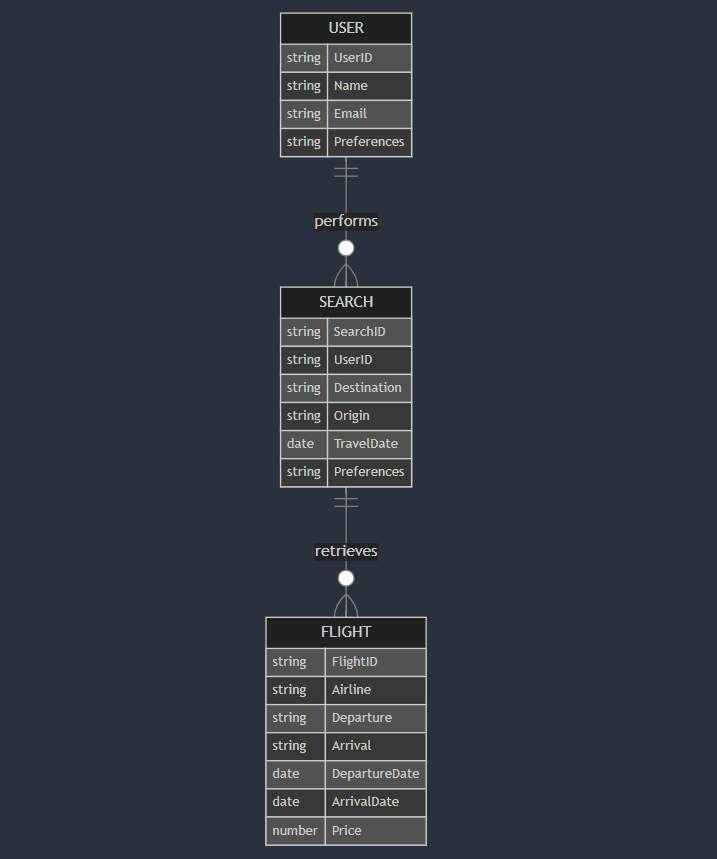 USER
string UserID
string Name
string Email
string Preferences
performs
SEARCH
string SearchID
string UserID
string Destination
string Origin
date TravelDate
string Preferences
retrieves
FLIGHT
string FlightID
string Airline
string Departure
string Arrival
date DepartureDate
date ArrivalDate
number Price